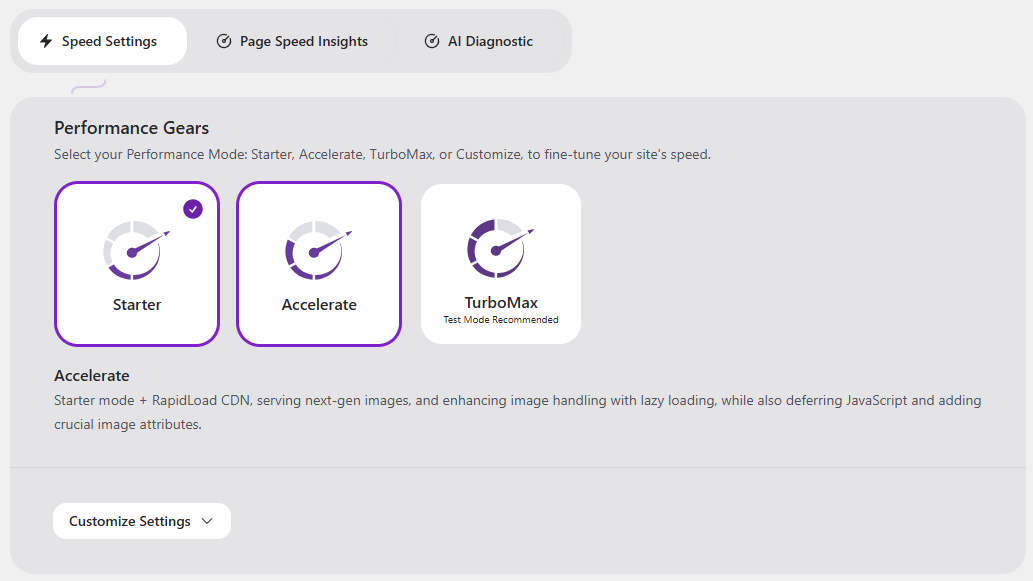 Speed Settings
Page Speed Insights
AI Diagnostic
Performance Gears
Select your Performance Mode: Starter, Accelerate, TurboMax, or Customize, to fine-tune your site's speed.
Starter
Accelerate
TurboMax
Test Mode Recommended
Accelerate
Starter mode + RapidLoad CDN, serving next-gen images, and enhancing image handling with lazy loading, while also deferring JavaScript and adding
crucial image attributes.
Customize Settings